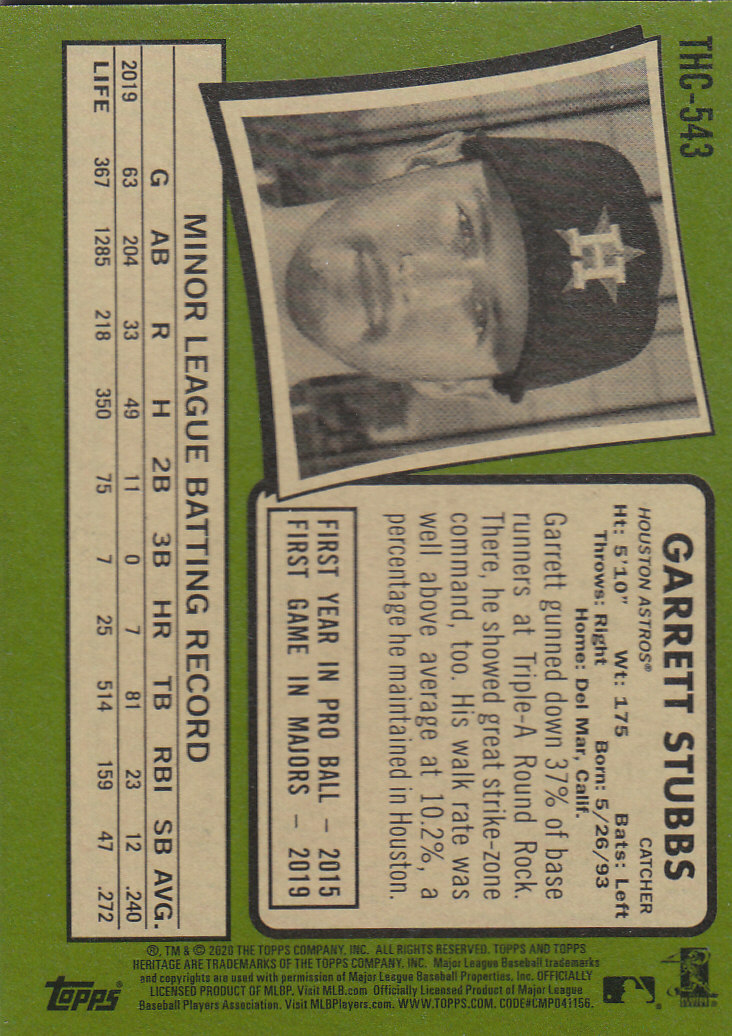 THC-543
GARRETT STUBBS
HOUSTON ASTROS® CATCHER
Ht: 5'10" Wt: 175 Bats: Left
Throws: Right Born: 5/26/93
Home: Del Mar, Calif.
Garrett gunned down 37% of base
runners at Triple-A Round Rock.
There, he showed great strike-zone
command, too. His walk rate was
well above average at 10.2%, a
percentage he maintained in Houston.
FIRST YEAR IN PRO BALL – 2015
FIRST GAME IN MAJORS – 2019
H
MINOR LEAGUE BATTING RECORD
G AB R H 2B 3B HR TB RBI SB AVG.
2019 63 204 33 49 11 0 7 81 23 12 .240
LIFE 367 1285 218 350 75 7 25 514 159 47 .272
®, TM & © 2020 THE TOPPS COMPANY, INC. ALL RIGHTS RESERVED. TOPPS AND TOPPS
HERITAGE ARE TRADEMARKS OF THE TOPPS COMPANY, INC. Major League Baseball trademarks
and copyrights are used with permission of Major League Baseball Properties, Inc. OFFICIALLY
LICENSED PRODUCT OF MLBP. Visit MLB.com Officially Licensed Product of Major League
Baseball Players Association. Visit MLBPlayers.com. WWW.TOPPS.COM. CODE#CMP041156.
topps®